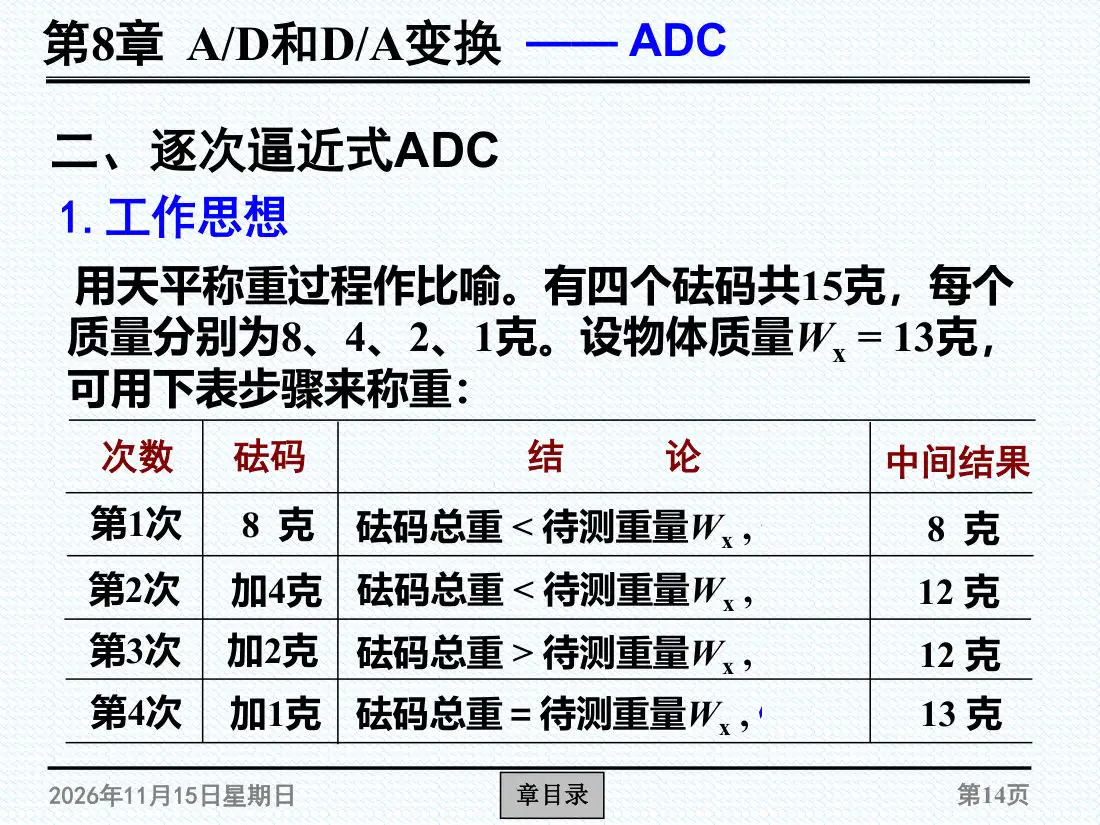 第8章 A/D和D/A变换 —— ADC
二、逐次逼近式ADC
1.工作思想
用天平称重过程作比喻。有四个砝码共15克，每个
质量分别为8、4、2、1克。设物体质量Wx = 13克，
可用下表步骤来称重：
次数 砝码 结 论 中间结果
第1次 8 克 砝码总重 < 待测重量Wx , 8 克
第2次 加4克 砝码总重 < 待测重量Wx , 12 克
第3次 加2克 砝码总重 > 待测重量Wx , 12 克
第4次 加1克 砝码总重 = 待测重量Wx , 13 克
2026年11月15日星期日 章目录 第14页